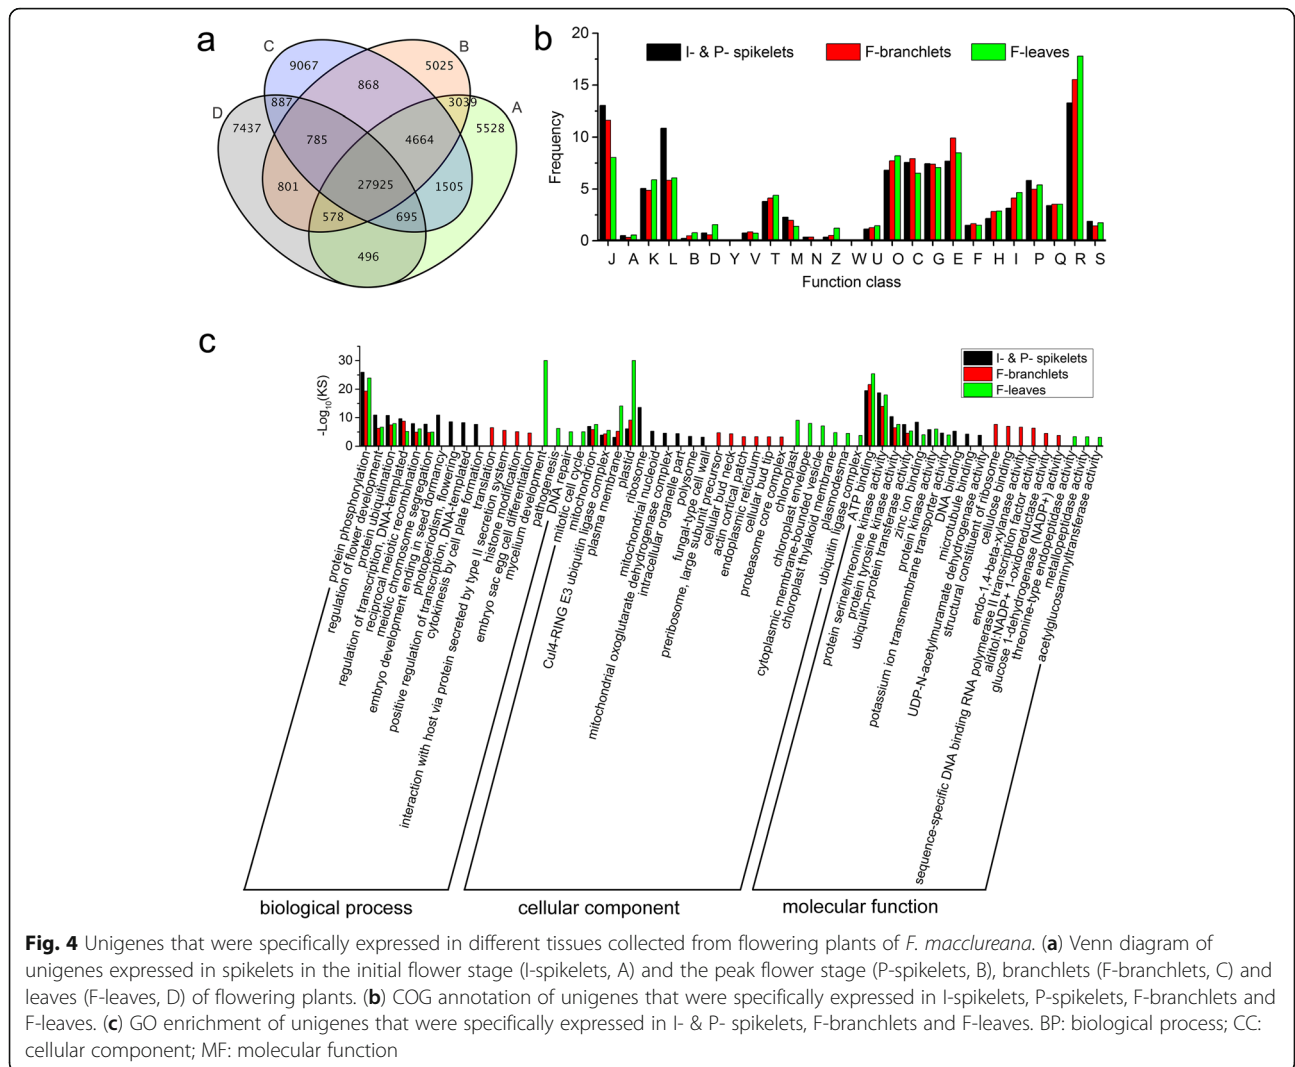 a
C
B
9067
5025
868
887
3039
D
A
7437
5528
785
4664
801
27925
1505
578
695
496
b
I- & P- spikelets
F-branchlets
F-leaves
20
15
10
5
0
Frequency
J A K L B D Y V T M N Z W U O C G E F H I P Q R S
Function class
c
I- & P- spikelets
F-branchlets
F-leaves
30
20
10
0
-Log10(KS)
protein phosphorylation
regulation of flower development
protein ubiquitination
regulation of transcription, DNA-templated
reciprocal meiotic recombination
meiotic chromosome segregation
embryo development ending in seed dormancy
photoperiodism, flowering
positive regulation of transcription, DNA-templated
cytokinesis by cell plate formation
translation
interaction with host via protein secreted by type II secretion system
histone modification
embryo sac egg cell differentiation
mycelium development
pathogenesis
DNA repair
mitotic cell cycle
mitochondrion
Cul4-RING E3 ubiquitin ligase complex
plasma membrane
plastid
ribosome
mitochondrial nucleoid
mitochondrial oxoglutarate dehydrogenase complex
intracellular organelle part
polysome
fungal-type cell wall
preribosome, large subunit precursor
cellular bud neck
actin cortical patch
endoplasmic reticulum
cellular bud tip
proteasome core complex
chloroplast
chloroplast envelope
cytoplasmic membrane-bounded vesicle
chloroplast thylakoid membrane
plasmodesma
ubiquitin ligase complex
ATP binding
protein serine/threonine kinase activity
protein tyrosine kinase activity
ubiquitin-protein transferase activity
zinc ion binding
protein kinase activity
potassium ion transmembrane transporter activity
DNA binding
microtubule binding
UDP-N-acetylmuramate dehydrogenase activity
structural constituent of ribosome
cellulose binding
endo-1,4-beta-xylanase activity
sequence-specific DNA binding RNA polymerase II transcription factor activity
alditol:NADP+ 1-oxidoreductase activity
glucose 1-dehydrogenase (NADP+) activity
threonine-type endopeptidase activity
metallopeptidase activity
acetylglucosaminyltransferase activity
biological process
cellular component
molecular function
Fig. 4 Unigenes that were specifically expressed in different tissues collected from flowering plants of F. macclureana. (a) Venn diagram of
unigenes expressed in spikelets in the initial flower stage (I-spikelets, A) and the peak flower stage (P-spikelets, B), branchlets (F-branchlets, C) and
leaves (F-leaves, D) of flowering plants. (b) COG annotation of unigenes that were specifically expressed in I-spikelets, P-spikelets, F-branchlets and
F-leaves. (c) GO enrichment of unigenes that were specifically expressed in I- & P- spikelets, F-branchlets and F-leaves. BP: biological process; CC:
cellular component; MF: molecular function